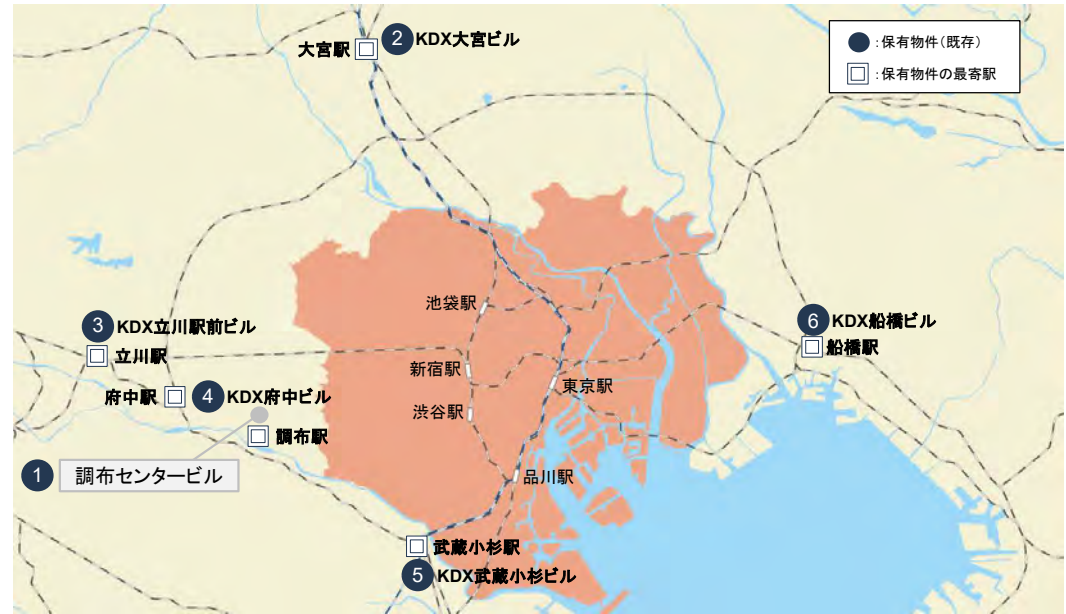 2 KDX大宮ビル
大宮駅
：保有物件（既存）
：保有物件の最寄駅
池袋駅
3 KDX立川駅前ビル
立川駅
新宿駅
東京駅
6 KDX船橋ビル
船橋駅
府中駅
4 KDX府中ビル
渋谷駅
調布駅
1 調布センタービル
品川駅
武蔵小杉駅
5 KDX武蔵小杉ビル